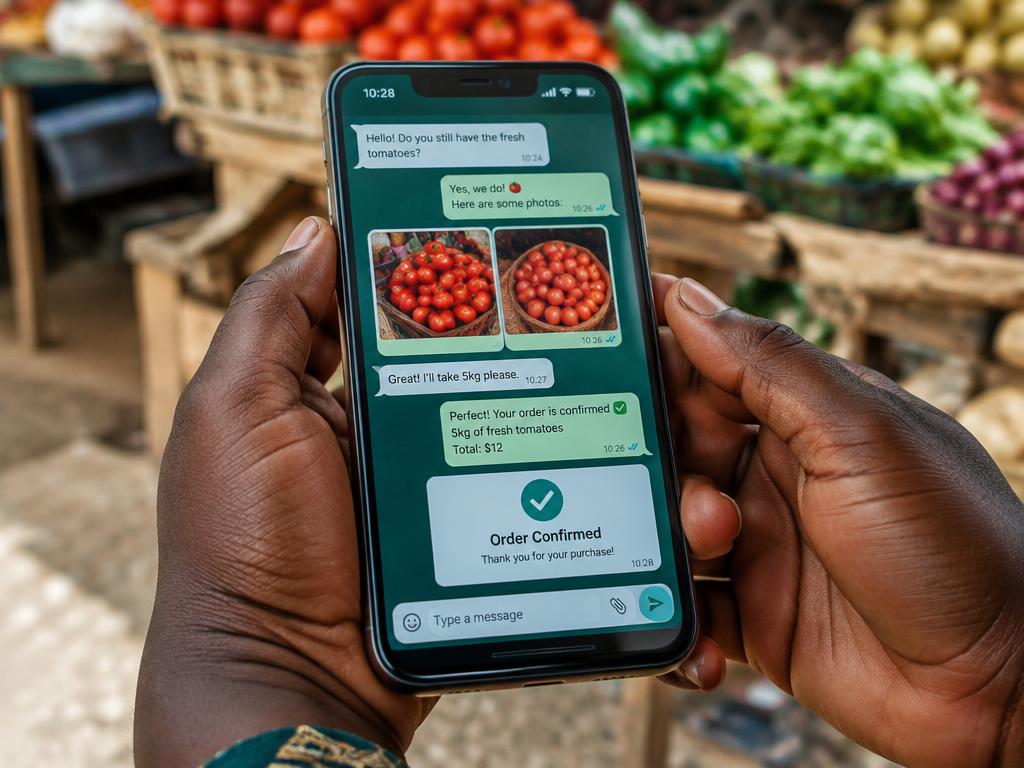 10:28
Hello! Do you still have the fresh
tomatoes?
10:24
Yes, we do! 🍅
Here are some photos:
10:26
10:26
Great! I'll take 5kg please.
10.27
Perfect! Your order is confirmed ✅
5kg of fresh tomatoes
Total: $12
10:26
Order Confirmed
Thank you for your purchase!
10:28
Type a message